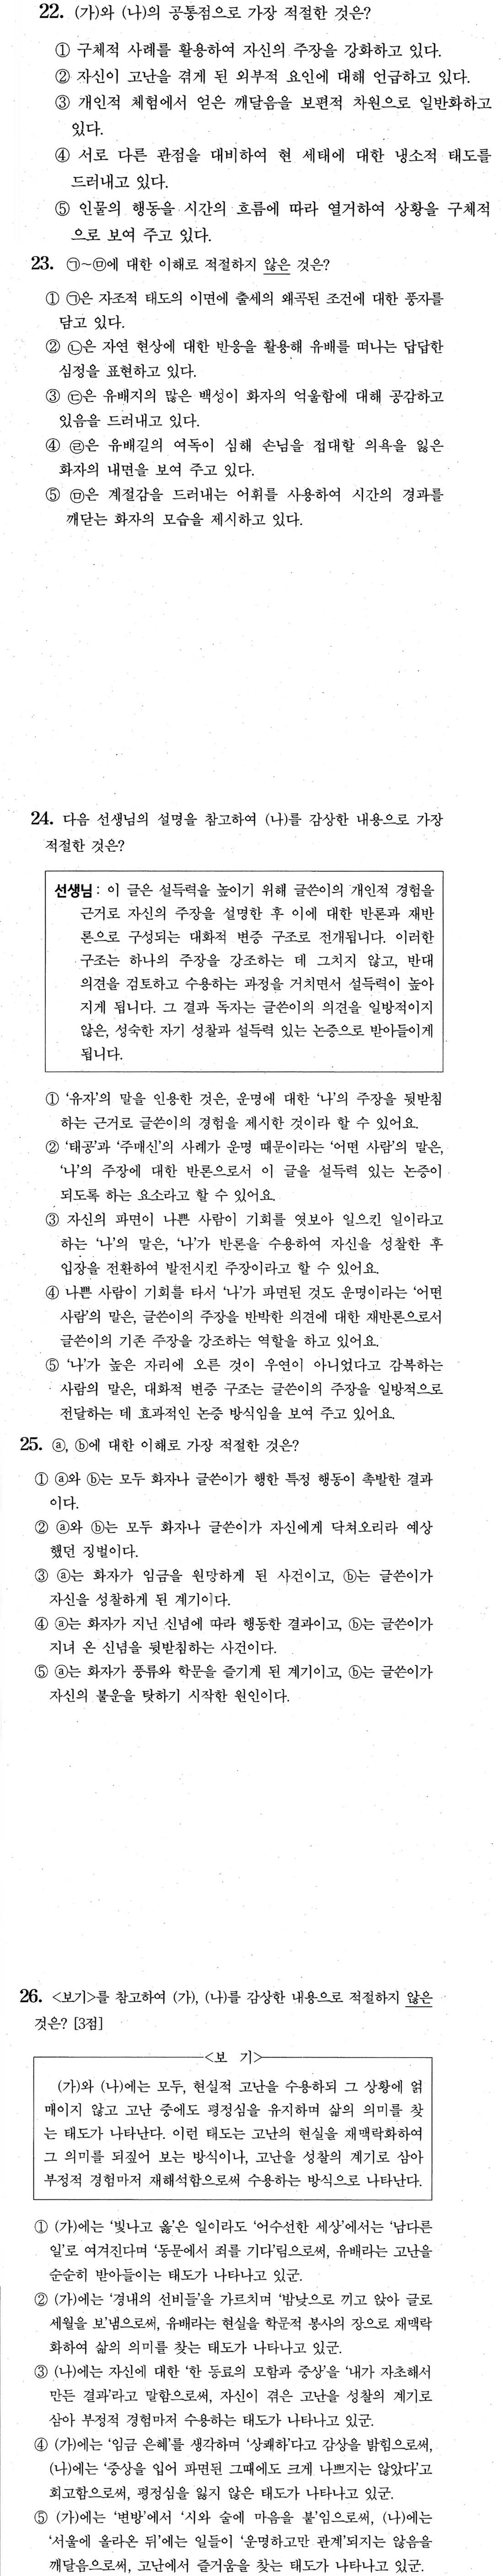 22. (가)와 (나)의 공통점으로 가장 적절한 것은?
① 구체적 사례를 활용하여 자신의 주장을 강화하고 있다.
② 자신이 고난을 겪게 된 외부적 요인에 대해 언급하고 있다.
③ 개인적 체험에서 얻은 깨달음을 보편적 차원으로 일반화하고
있다.
④ 서로 다른 관점을 대비하여 현 세태에 대한 냉소적 태도를
드러내고 있다.
⑤ 인물의 행동을 시간의 흐름에 따라 열거하여 상황을 구체적
으로 보여 주고 있다.
23. ㉠~㉤에 대한 이해로 적절하지 않은 것은?
① ㉠은 자조적 태도의 이면에 출세의 왜곡된 조건에 대한 풍자를
담고 있다.
② ㉡은 자연 현상에 대한 반응을 활용해 유배를 떠나는 답답한
심정을 표현하고 있다.
③ ㉢은 유배지의 많은 백성이 화자의 억울함에 대해 공감하고
있음을 드러내고 있다.
④ ㉣은 유배길의 여독이 심해 손님을 접대할 의욕을 잃은
화자의 내면을 보여 주고 있다.
⑤ ㉤은 계절감을 드러내는 어휘를 사용하여 시간의 경과를
깨닫는 화자의 모습을 제시하고 있다.
24. 다음 선생님의 설명을 참고하여 (나)를 감상한 내용으로 가장
적절한 것은?
선생님 : 이 글은 설득력을 높이기 위해 글쓴이의 개인적 경험을
근거로 자신의 주장을 설명한 후 이에 대한 반론과 재반
론으로 구성되는 대화적 변증 구조로 전개됩니다. 이러한
구조는 하나의 주장을 강조하는 데 그치지 않고, 반대
의견을 검토하고 수용하는 과정을 거치면서 설득력이 높아
지게 됩니다. 그 결과 독자는 글쓴이의 의견을 일방적이지
않은, 성숙한 자기 성찰과 설득력 있는 논증으로 받아들이게
됩니다.
① ‘유자’의 말을 인용한 것은, 운명에 대한 ‘나’의 주장을 뒷받침
하는 근거로 글쓴이의 경험을 제시한 것이라 할 수 있어요.
② ‘태공’과 ‘주매신’의 사례가 운명 때문이라는 ‘어떤 사람’의 말은,
‘나’의 주장에 대한 반론으로서 이 글을 설득력 있는 논증이
되도록 하는 요소라고 할 수 있어요.
③ 자신의 파면이 나쁜 사람이 기회를 엿보아 일으킨 일이라고
하는 ‘나’의 말은, ‘나’가 반론을 수용하여 자신을 성찰한 후
입장을 전환하여 발전시킨 주장이라고 할 수 있어요.
④ 나쁜 사람이 기회를 타서 ‘나’가 파면된 것도 운명이라는 ‘어떤
사람’의 말은, 글쓴이의 주장을 반박한 의견에 대한 재반론으로서
글쓴이의 기존 주장을 강조하는 역할을 하고 있어요.
⑤ ‘나’가 높은 자리에 오른 것이 우연이 아니었다고 감복하는
사람의 말은, 대화적 변증 구조는 글쓴이의 주장을 일방적으로
전달하는 데 효과적인 논증 방식임을 보여 주고 있어요.
25. ⓐ, ⓑ에 대한 이해로 가장 적절한 것은?
① ⓐ와 ⓑ는 모두 화자나 글쓴이가 행한 특정 행동이 촉발한 결과
이다.
② ⓐ와 ⓑ는 모두 화자나 글쓴이가 자신에게 닥쳐오리라 예상
했던 징벌이다.
③ ⓐ는 화자가 임금을 원망하게 된 사건이고, ⓑ는 글쓴이가
자신을 성찰하게 된 계기이다.
④ ⓐ는 화자가 지닌 신념에 따라 행동한 결과이고, ⓑ는 글쓴이가
지녀 온 신념을 뒷받침하는 사건이다.
⑤ ⓐ는 화자가 풍류와 학문을 즐기게 된 계기이고, ⓑ는 글쓴이가
자신의 불운을 탓하기 시작한 원인이다.
26. <보기>를 참고하여 (가), (나)를 감상한 내용으로 적절하지 않은
것은? [3점]
<보 기>
(가)와 (나)에는 모두, 현실적 고난을 수용하되 그 상황에 얽
매이지 않고 고난 중에도 평정심을 유지하며 삶의 의미를 찾
는 태도가 나타난다. 이런 태도는 고난의 현실을 재맥락화하여
그 의미를 되짚어 보는 방식이나, 고난을 성찰의 계기로 삼아
부정적 경험마저 재해석함으로써 수용하는 방식으로 나타난다.
① (가)에는 ‘빛나고 옳’은 일이라도 ‘어수선한 세상’에서는 ‘남다른
일’로 여겨진다며 ‘동문에서 죄를 기다’림으로써, 유배라는 고난을
순순히 받아들이는 태도가 나타나고 있군.
② (가)에는 ‘경내의 선비들’을 가르치며 ‘밤낮으로 끼고 앉아 글로
세월을 보’냄으로써, 유배라는 현실을 학문적 봉사의 장으로 재맥락
화하여 삶의 의미를 찾는 태도가 나타나고 있군.
③ (나)에는 자신에 대한 ‘한 동료의 모함과 중상’을 ‘내가 자초해서
만든 결과’라고 말함으로써, 자신이 겪은 고난을 성찰의 계기로
삼아 부정적 경험마저 수용하는 태도가 나타나고 있군.
④ (가)에는 ‘임금 은혜’를 생각하며 ‘상쾌하’다고 감상을 밝힘으로써,
(나)에는 ‘중상을 입어 파면된 그때에도 크게 나쁘지는 않았다’고
회고함으로써, 평정심을 잃지 않은 태도가 나타나고 있군.
⑤ (가)에는 ‘변방’에서 ‘시와 술에 마음을 붙’임으로써, (나)에는
‘서울에 올라온 뒤’에는 일들이 ‘운명하고만 관계’되지는 않음을
깨달음으로써, 고난에서 즐거움을 찾는 태도가 나타나고 있군.